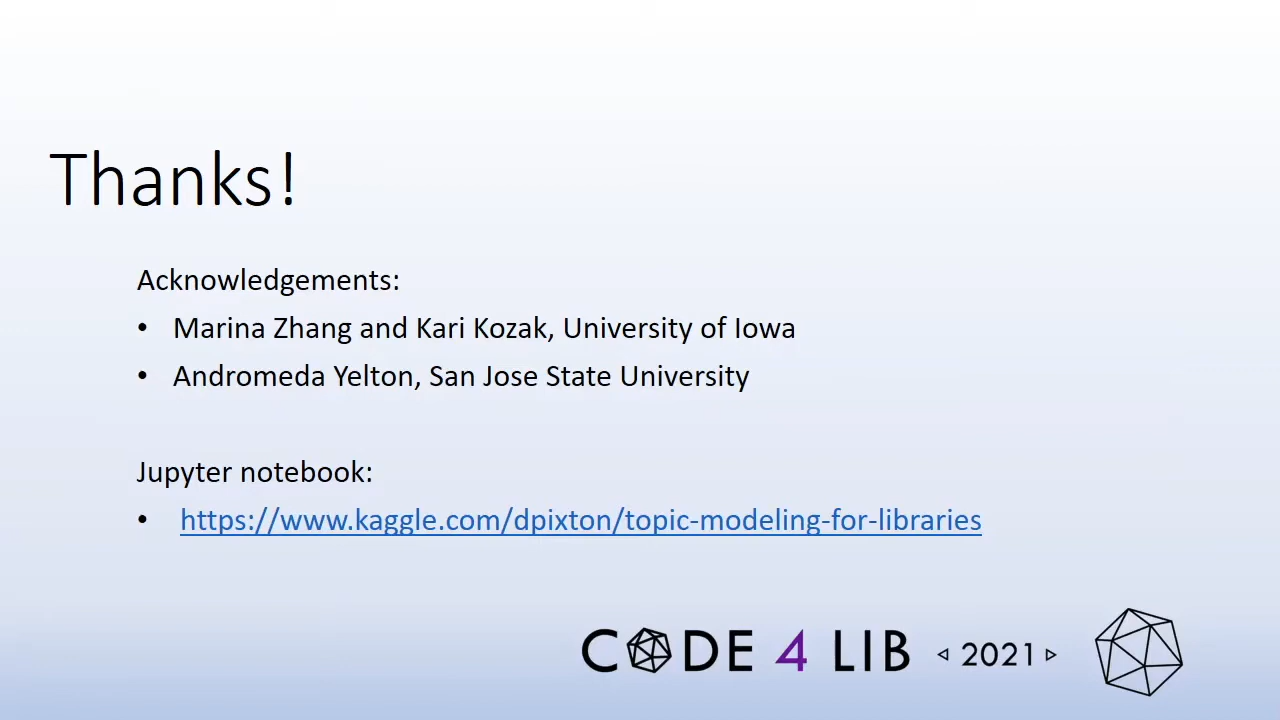 Thanks!
Acknowledgements:
• Marina Zhang and Kari Kozak, University of Iowa
• Andromeda Yelton, San Jose State University
Jupyter notebook:
• https://www.kaggle.com/dpixton/topic-modeling-for-libraries
CODE 4 LIB 2021